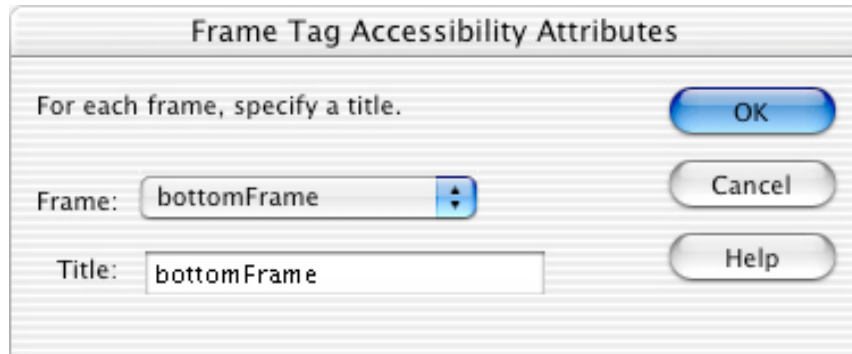 Frame Tag Accessibility Attributes
For each frame, specify a title.
OK
Frame: bottomFrame
Cancel
Title: bottomFrame
Help